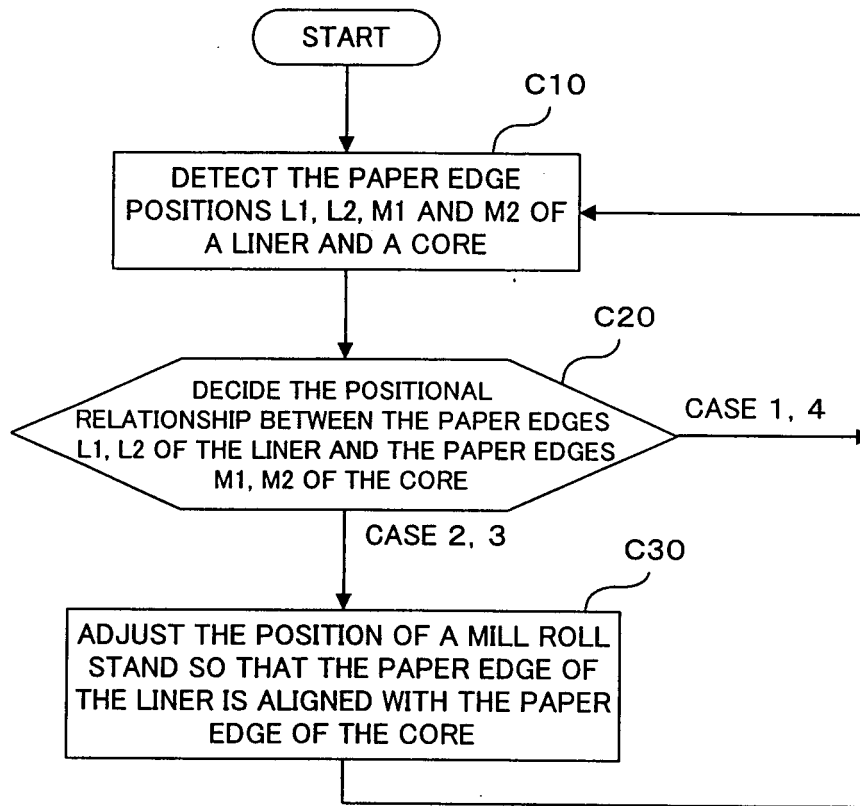 START
C10
DETECT THE PAPER EDGE
POSITIONS L1, L2, M1 AND M2 OF
A LINER AND A CORE
C20
DECIDE THE POSITIONAL
RELATIONSHIP BETWEEN THE PAPER EDGES
L1, L2 OF THE LINER AND THE PAPER EDGES
M1, M2 OF THE CORE
CASE 1, 4
CASE 2, 3
C30
ADJUST THE POSITION OF A MILL ROLL
STAND SO THAT THE PAPER EDGE OF
THE LINER IS ALIGNED WITH THE PAPER
EDGE OF THE CORE